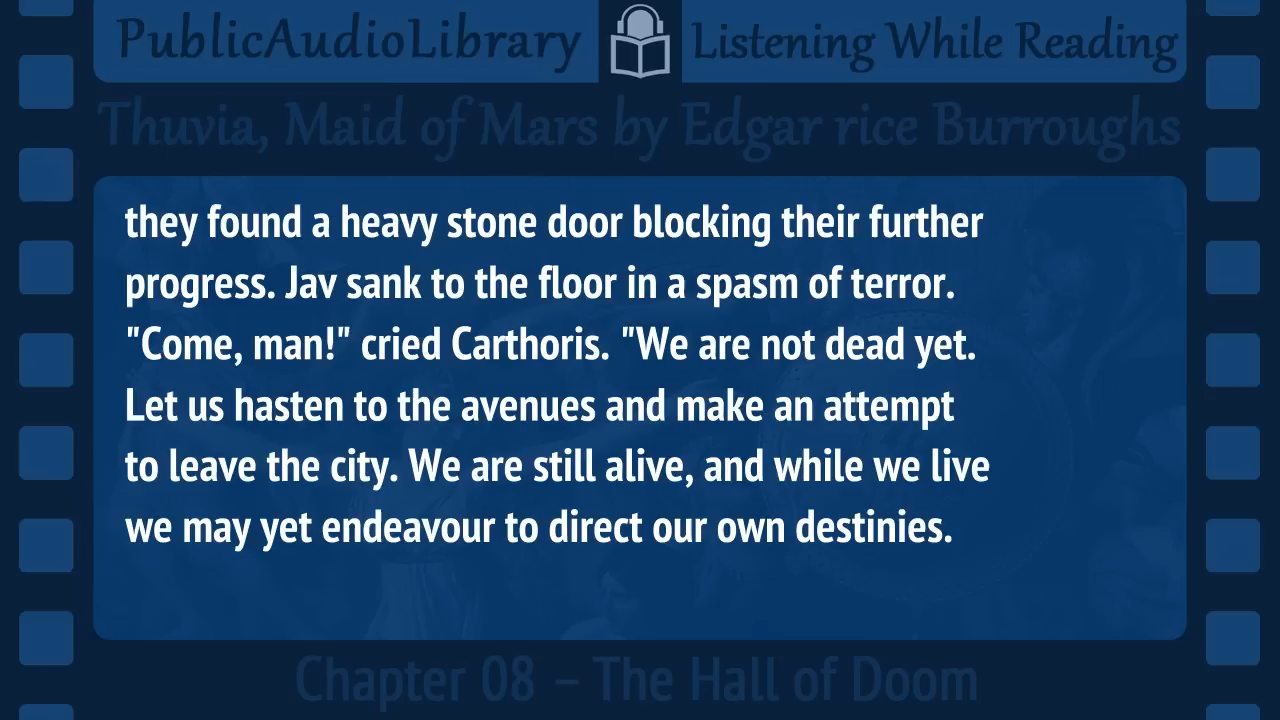 PublicAudioLibrary Listening While Reading
Thuvia, Maid of Mars by Edgar rice Burroughs
they found a heavy stone door blocking their further
progress. Jav sank to the floor in a spasm of terror.
"Come, man!" cried Carthoris. "We are not dead yet.
Let us hasten to the avenues and make an attempt
to leave the city. We are still alive, and while we live
we may yet endeavour to direct our own destinies.
Chapter 08 – The Hall of Doom